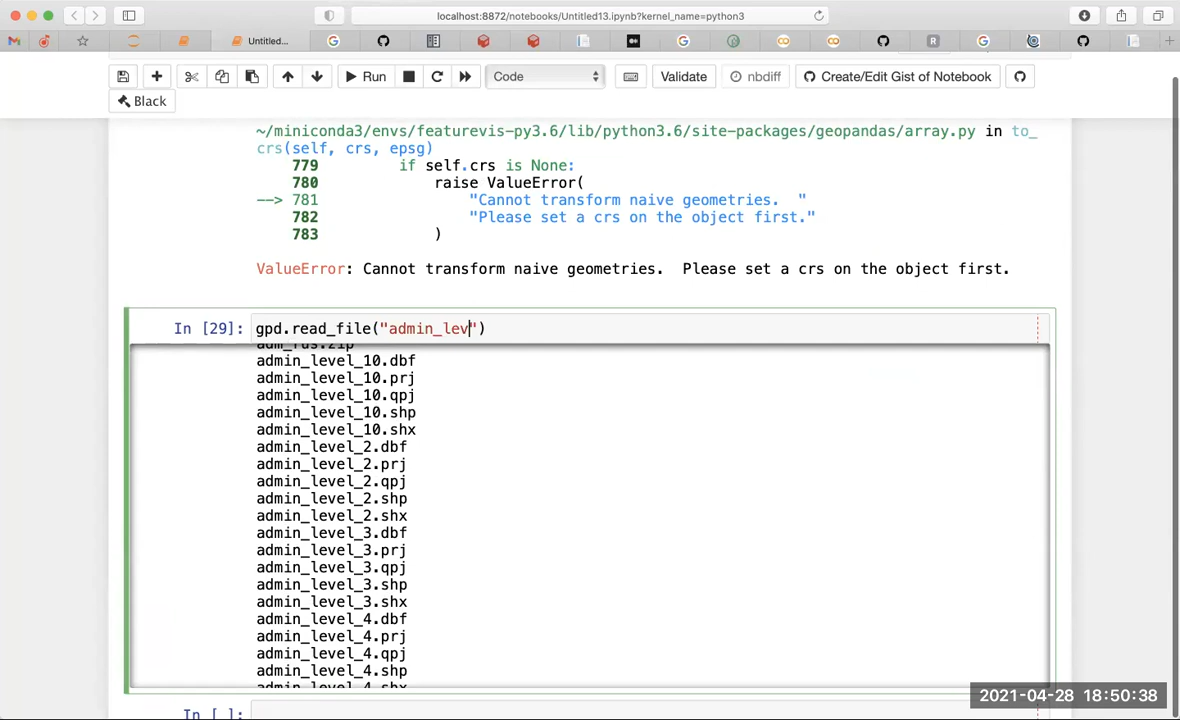 localhost:8872/notebooks/Untitled13.ipynb?kernel_name=python3
Untitled...
Run
Code
Validate
nbdiff
Create/Edit Gist of Notebook
Black
~/miniconda3/envs/featurevis-py3.6/lib/python3.6/site-packages/geopandas/array.py in to_
crs(self, crs, epsg)
779 if self.crs is None:
780 raise ValueError(
--> 781 "Cannot transform naive geometries.  "
782 "Please set a crs on the object first."
783 )
ValueError: Cannot transform naive geometries.  Please set a crs on the object first.
In [29]: gpd.read_file("admin_lev")
adm_rus.zip
admin_level_10.dbf
admin_level_10.prj
admin_level_10.qpj
admin_level_10.shp
admin_level_10.shx
admin_level_2.dbf
admin_level_2.prj
admin_level_2.qpj
admin_level_2.shp
admin_level_2.shx
admin_level_3.dbf
admin_level_3.prj
admin_level_3.qpj
admin_level_3.shp
admin_level_3.shx
admin_level_4.dbf
admin_level_4.prj
admin_level_4.qpj
admin_level_4.shp
admin_level_4.shx
2021-04-28 18:50:38
In [ ]: